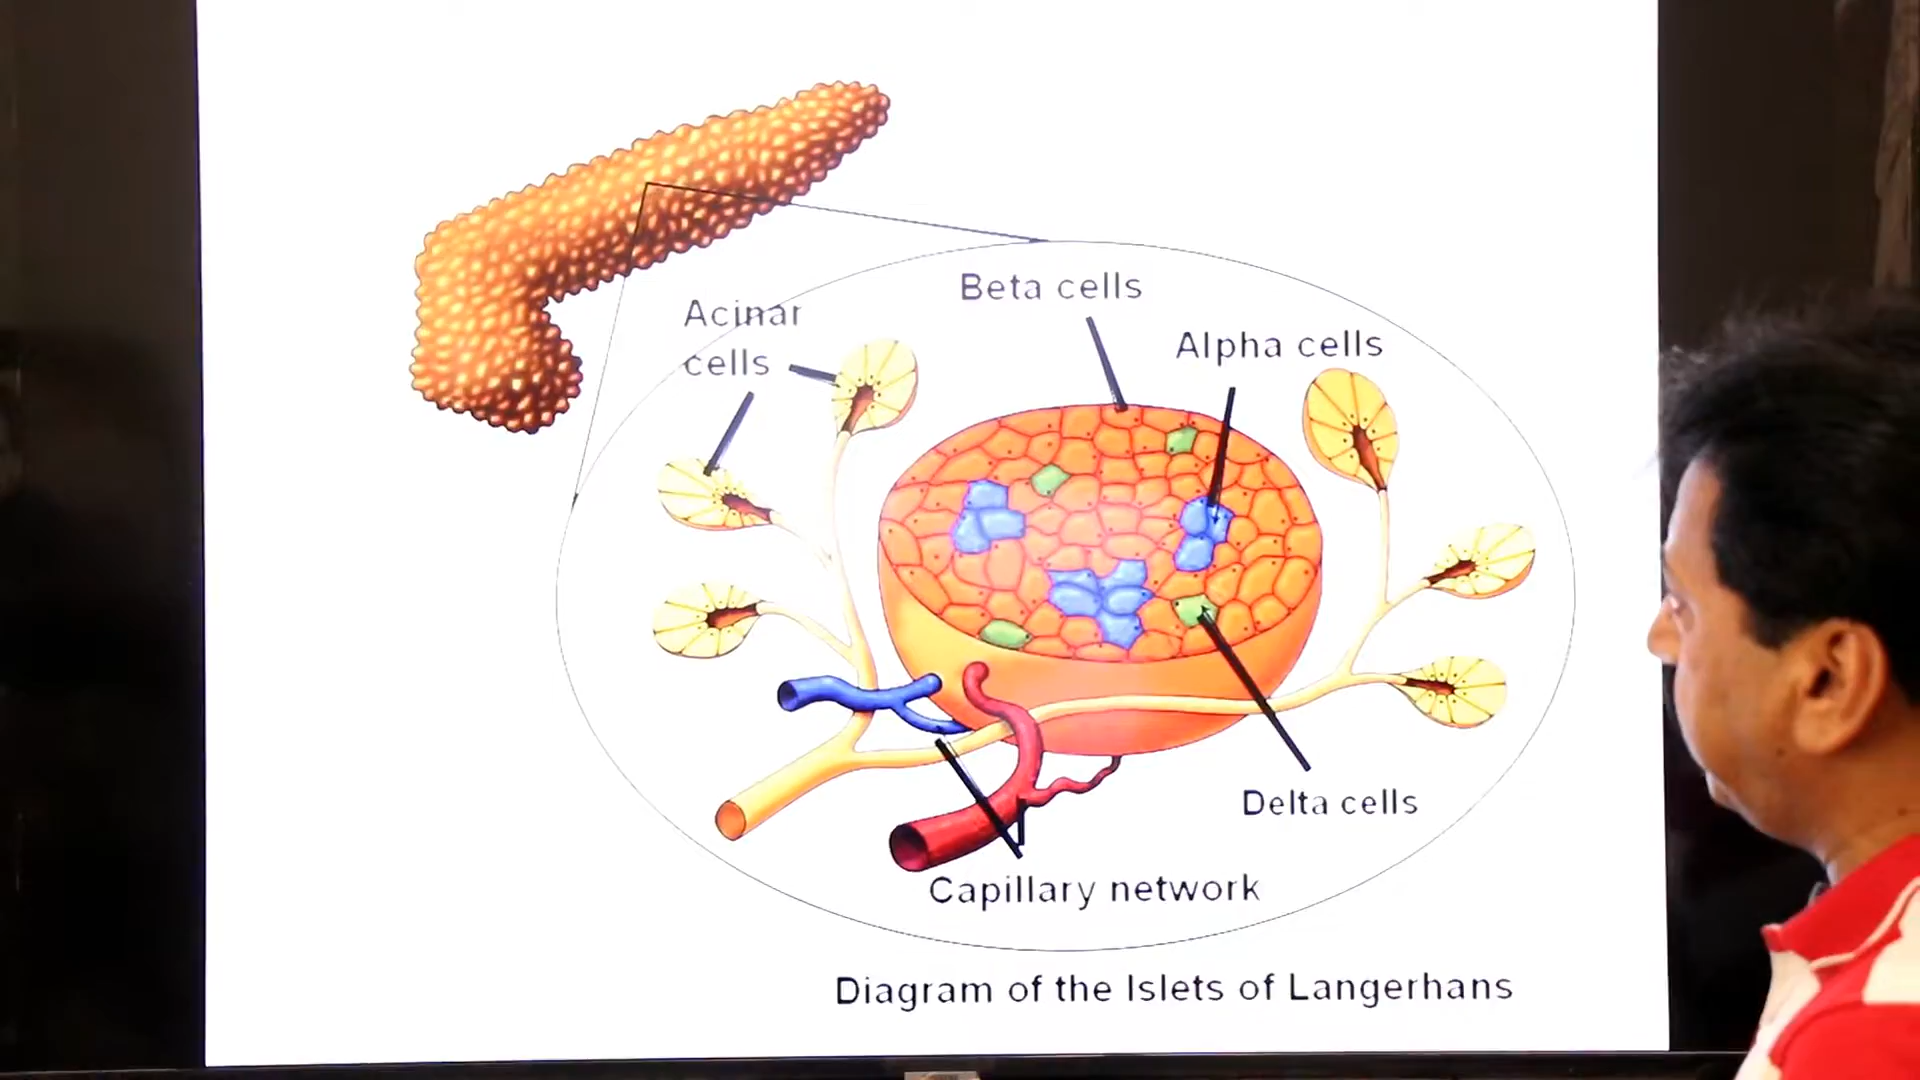 Beta cells
Acinar
cells
Alpha cells
Delta cells
Capillary network
Diagram of the Islets of Langerhans